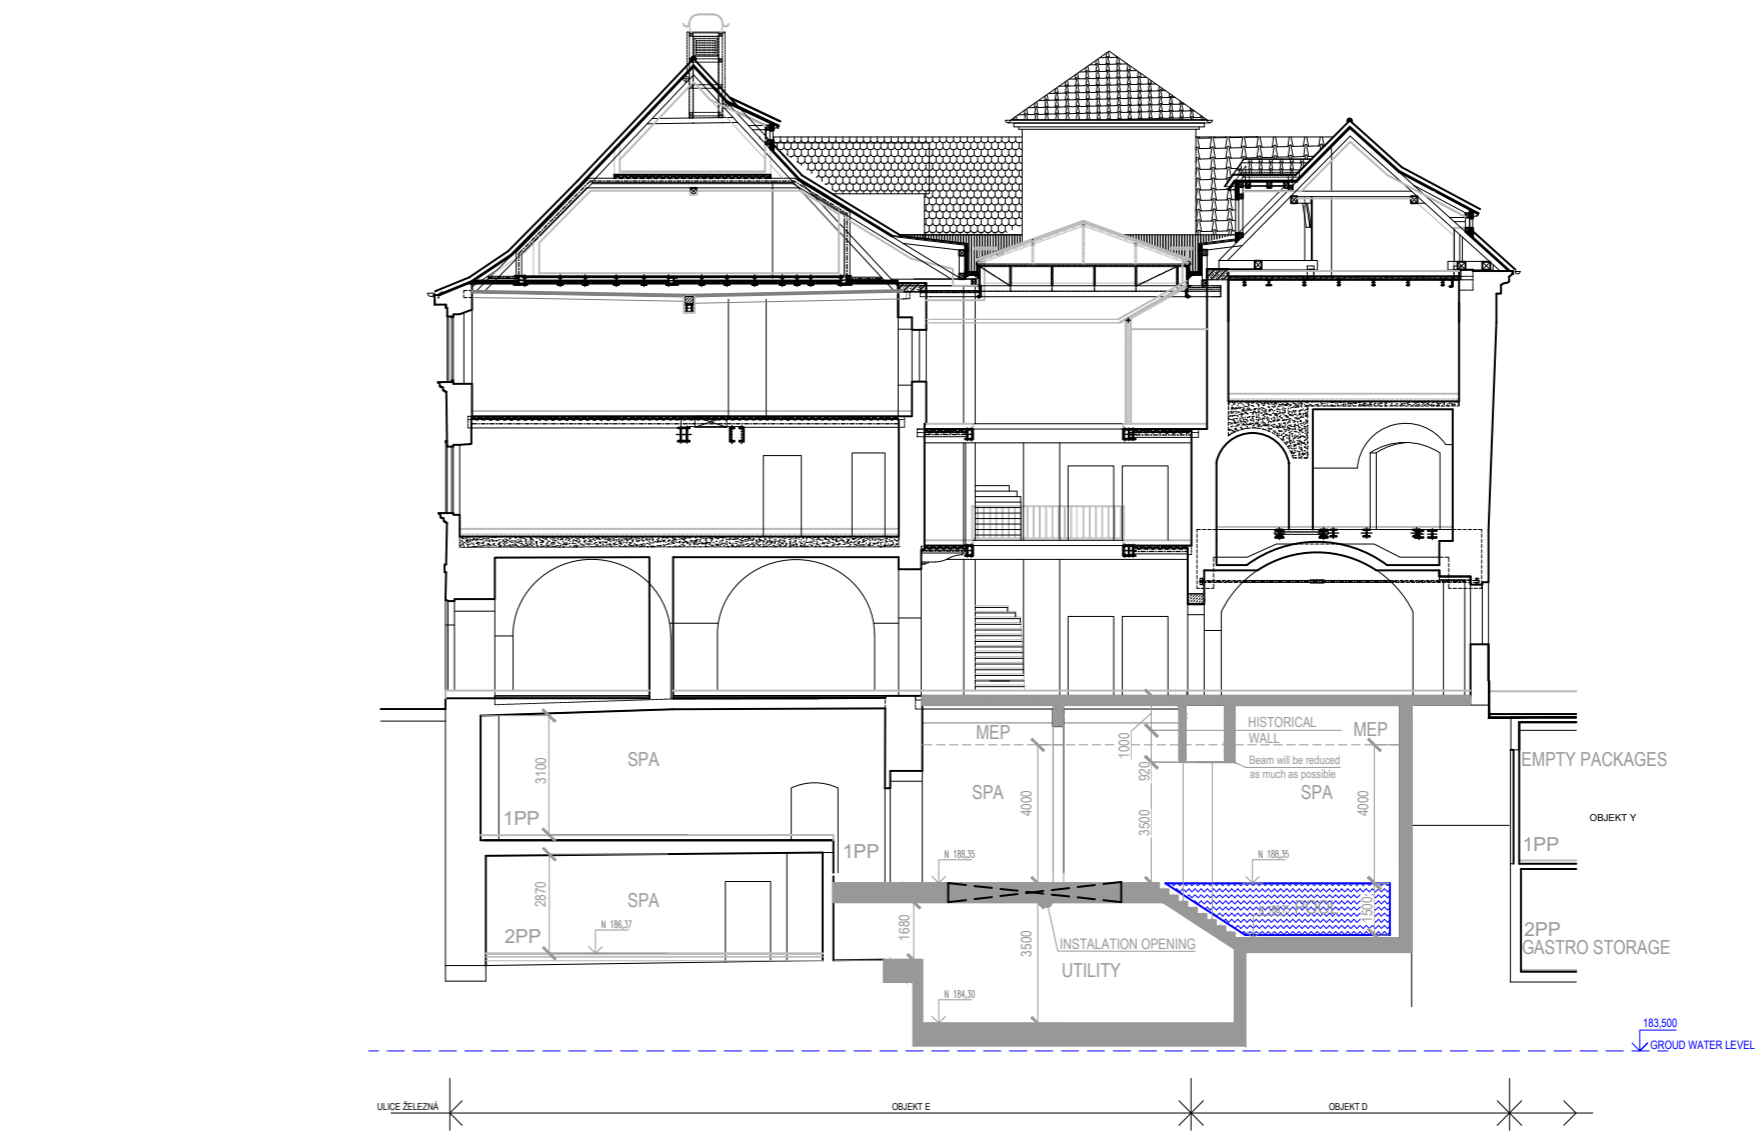 HISTORICAL
WALL
MEP
MEP
1000
Beam will be reduced
as much as possible
920
SPA
3100
EMPTY PACKAGES
SPA
SPA
4000
4000
3500
1PP
OBJEKT Y
1PP
1PP
N 188,35
N 188,35
2870
SPA
POOL
1500
N 186,37
1680
2PP
2PP
3500
INSTALATION OPENING
GASTRO STORAGE
UTILITY
N 184,30
183,500
GROUD WATER LEVEL
ULICE ŽELEZNÁ
OBJEKT E
OBJEKT D